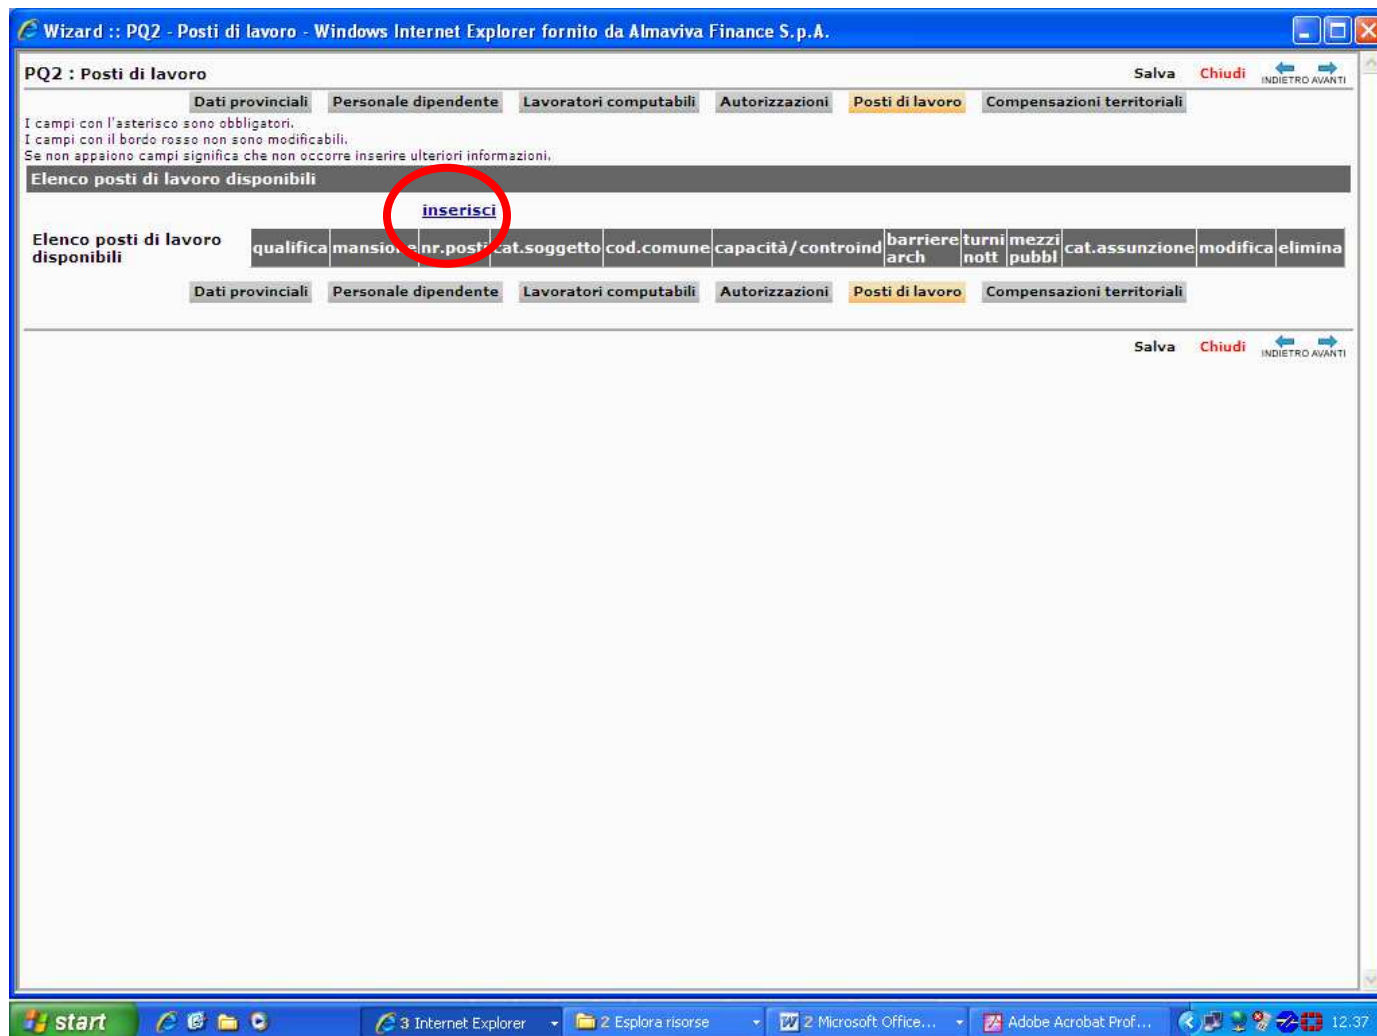 Wizard :: PQ2 - Posti di lavoro - Windows Internet Explorer fornito da Almaviva Finance S.p.A.
PQ2 : Posti di lavoro
Salva Chiudi INDIETRO AVANTI
Dati provinciali Personale dipendente Lavoratori computabili Autorizzazioni Posti di lavoro Compensazioni territoriali
I campi con l'asterisco sono obbligatori.
I campi con il bordo rosso non sono modificabili.
Se non appaiono campi significa che non occorre inserire ulteriori informazioni.
Elenco posti di lavoro disponibili
inserisci
Elenco posti di lavoro disponibili
qualifica mansione nr.posti cat.soggetto cod.comune capacità/controind barriere arch turni nott mezzi pubbl cat.assunzione modifica elimina
Dati provinciali Personale dipendente Lavoratori computabili Autorizzazioni Posti di lavoro Compensazioni territoriali
Salva Chiudi INDIETRO AVANTI
start 3 Internet Explorer 2 Esplora risorse 2 Microsoft Office... Adobe Acrobat Prof... 12.37